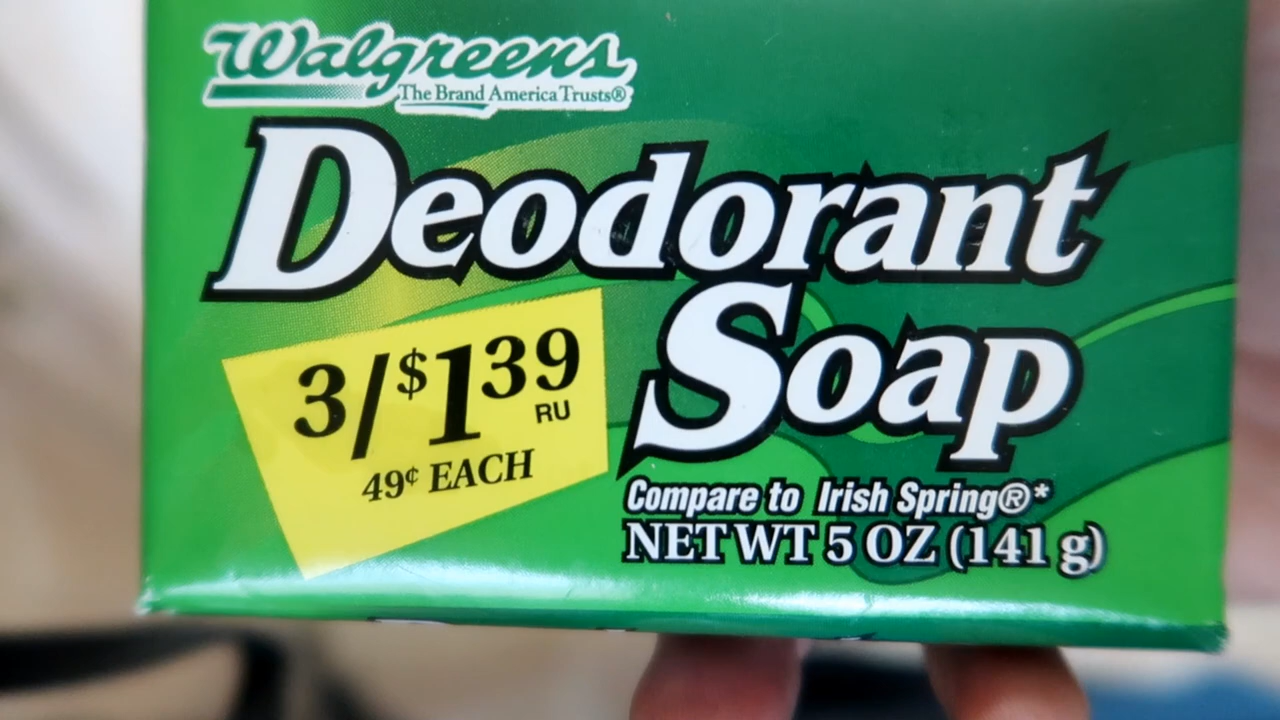 Walgreens
The Brand America Trusts®
Deodorant
Soap
3/$1 39
RU
49¢ EACH
Compare to Irish Spring®*
NET WT 5 OZ (141 g)